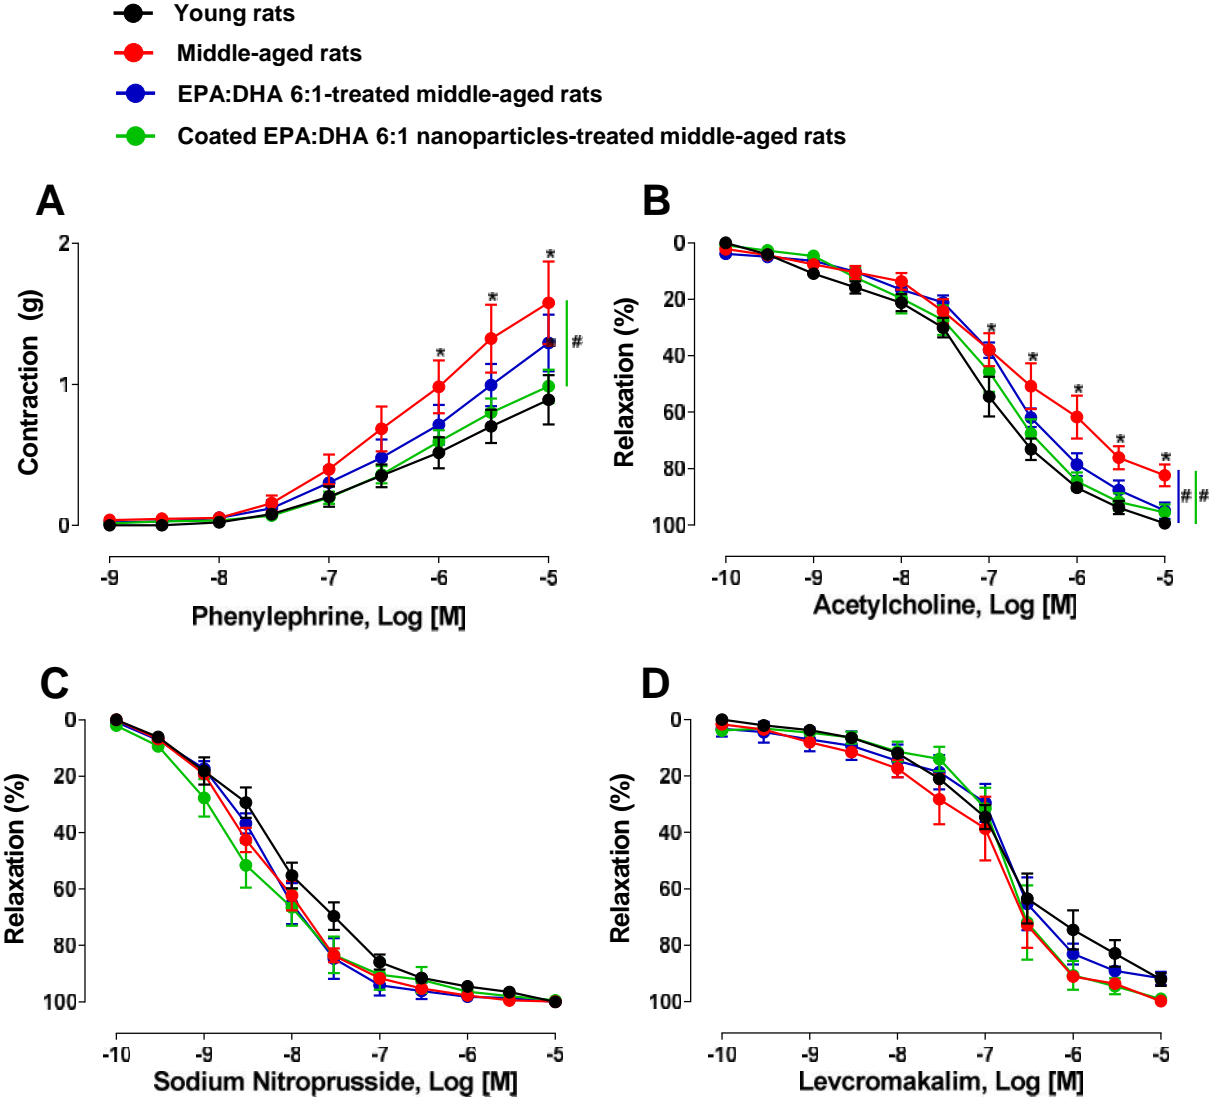 Young rats
Middle-aged rats
EPA:DHA 6:1-treated middle-aged rats
Coated EPA:DHA 6:1 nanoparticles-treated middle-aged rats
A
2
1
0
Contraction (g)
* * *
#
-9 -8 -7 -6 -5
Phenylephrine, Log [M]
B
0
20
40
60
80
100
Relaxation (%)
* * * * *
# #
-10 -9 -8 -7 -6 -5
Acetylcholine, Log [M]
C
0
20
40
60
80
100
Relaxation (%)
-10 -9 -8 -7 -6 -5
Sodium Nitroprusside, Log [M]
D
0
20
40
60
80
100
Relaxation (%)
-10 -9 -8 -7 -6 -5
Levcromakalim, Log [M]